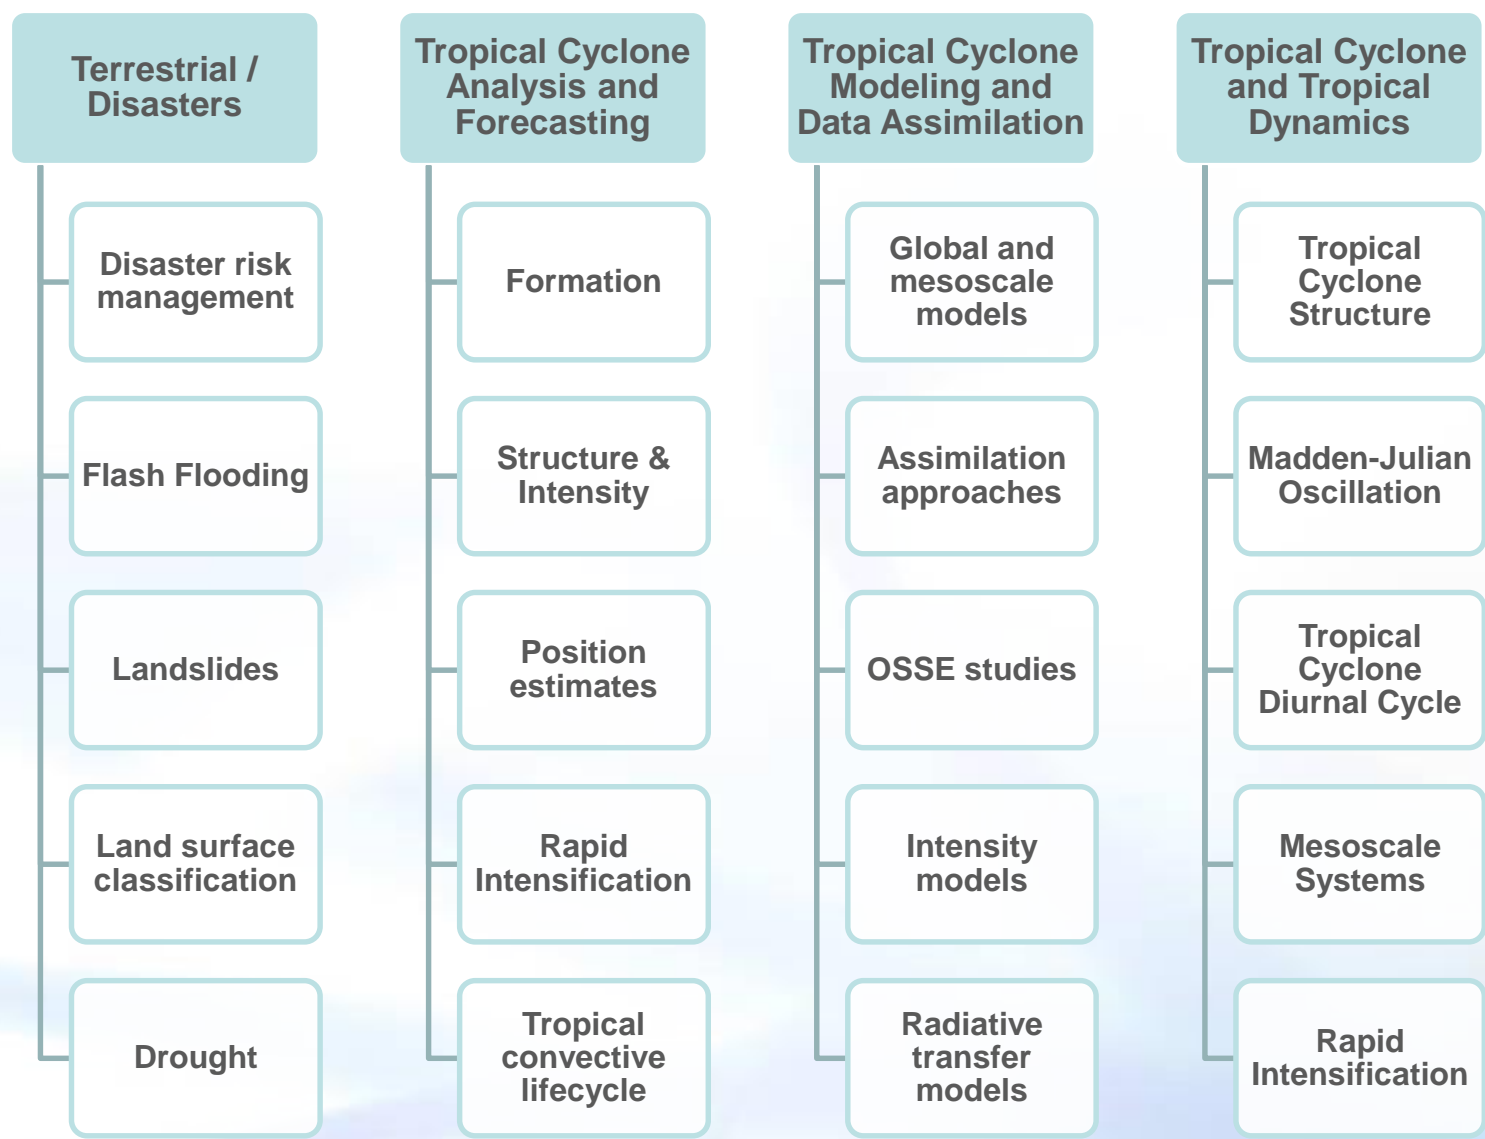 Terrestrial /
Disasters
Disaster risk
management
Flash Flooding
Landslides
Land surface
classification
Drought
Tropical Cyclone
Analysis and
Forecasting
Formation
Structure &
Intensity
Position
estimates
Rapid
Intensification
Tropical
convective
lifecycle
Tropical Cyclone
Modeling and
Data Assimilation
Global and
mesoscale
models
Assimilation
approaches
OSSE studies
Intensity
models
Radiative
transfer
models
Tropical Cyclone
and Tropical
Dynamics
Tropical
Cyclone
Structure
Madden-Julian
Oscillation
Tropical
Cyclone
Diurnal Cycle
Mesoscale
Systems
Rapid
Intensification